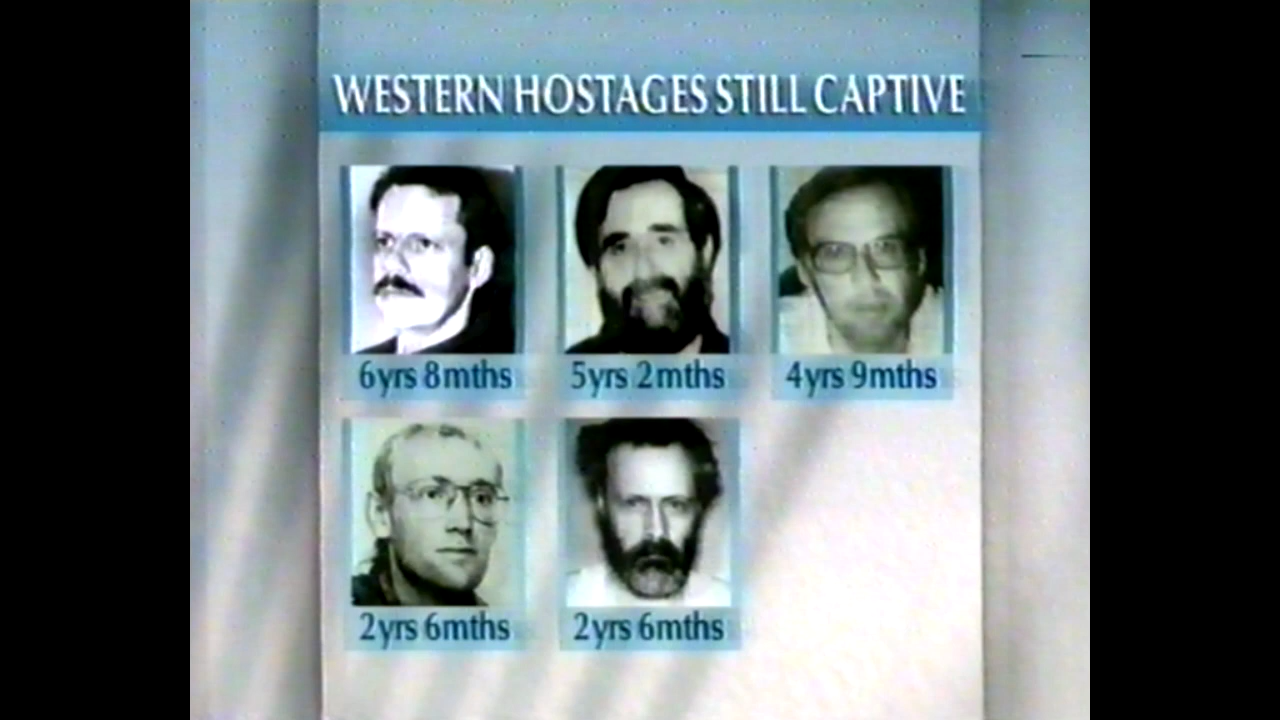 WESTERN HOSTAGES STILL CAPTIVE
6yrs 8mths
5yrs 2mths
4yrs 9mths
2yrs 6mths
2yrs 6mths